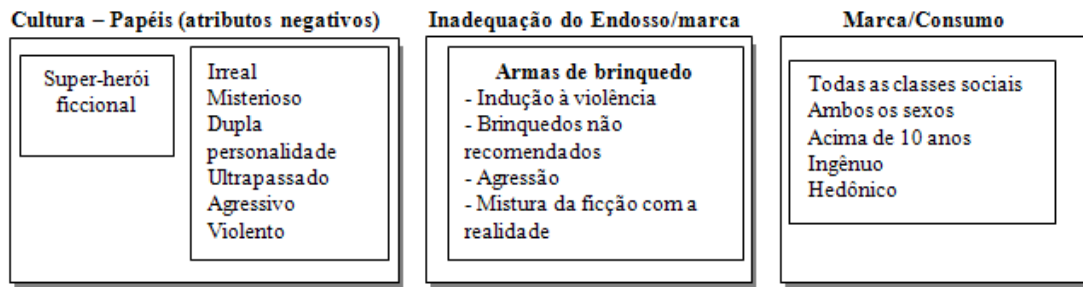 Cultura – Papéis (atributos negativos)
Super-herói
ficcional
Irreal
Misterioso
Dupla
personalidade
Ultrapassado
Agressivo
Violento
Inadequação do Endosso/marca
Armas de brinquedo
- Indução à violência
- Brinquedos não
recomendados
- Agressão
- Mistura da ficção com a
realidade
Marca/Consumo
Todas as classes sociais
Ambos os sexos
Acima de 10 anos
Ingênuo
Hedônico